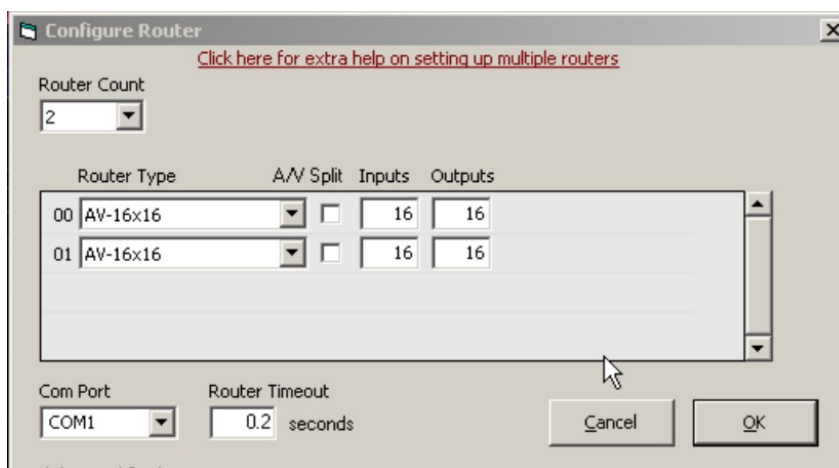 Configure Router
Click here for extra help on setting up multiple routers
Router Count
2
Router Type A/V Split Inputs Outputs
00 AV-16x16 16 16
01 AV-16x16 16 16
Com Port Router Timeout
COM1 0.2 seconds Cancel OK